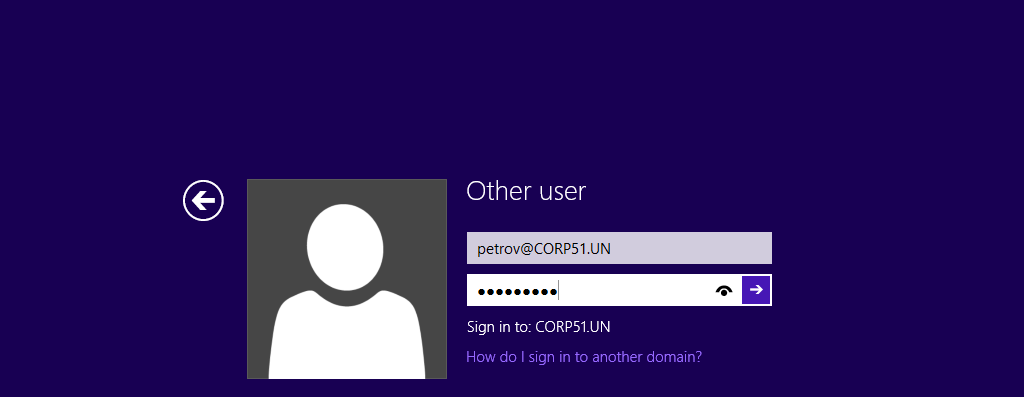 Other user
petrov@CORP51.UN
●●●●●●●●●
Sign in to: CORP51.UN
How do I sign in to another domain?